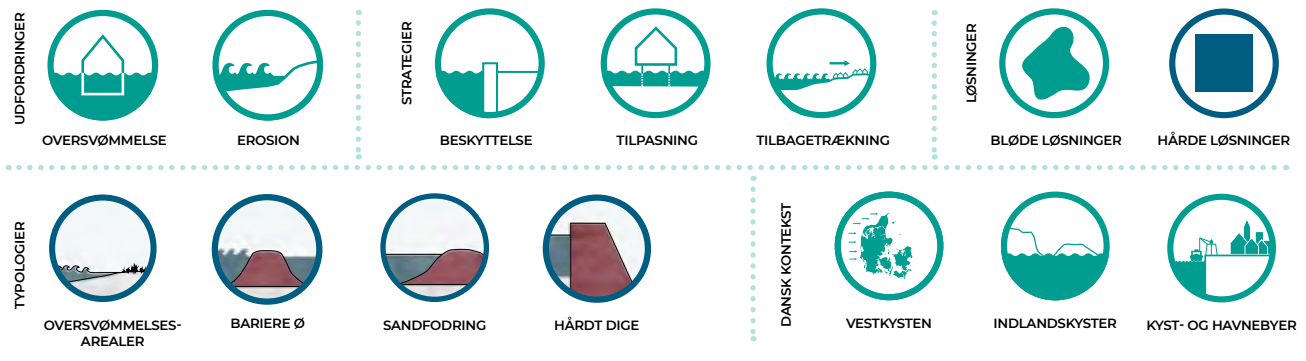 UDFORDRINGER
OVERSVØMMELSE
EROSION
STRATEGIER
BESKYTTELSE
TILPASNING
TILBAGETRÆKNING
LØSNINGER
BLØDE LØSNINGER
HÅRDE LØSNINGER
TYPOLOGIER
OVERSVØMMELSES-
AREALER
BARIERE Ø
SANDFODRING
HÅRDT DIGE
DANSK KONTEKST
VESTKYSTEN
INDLANDSKYSTER
KYST- OG HAVNEBYER